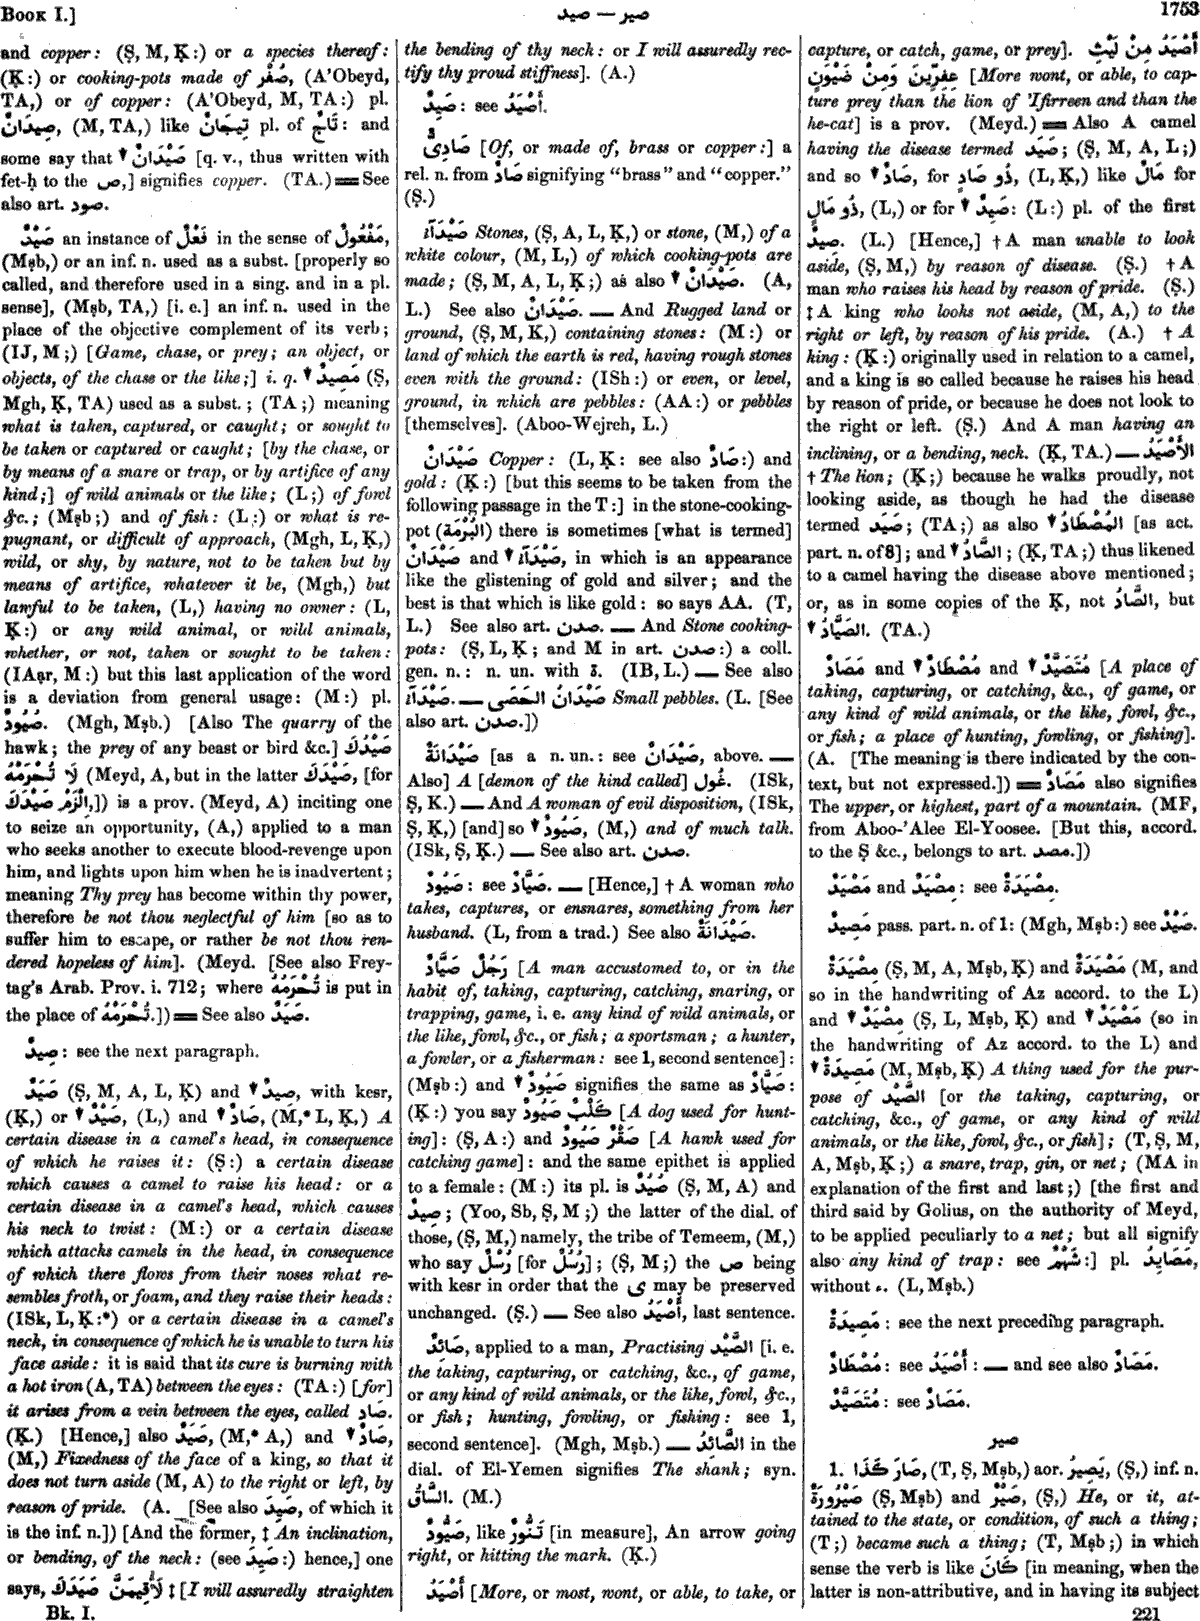 Book I.]
صير — صيد
1753
and copper: (Ṣ, M, Ḳ:) or a species thereof:
(Ḳ:) or cooking-pots made of صُفْر, (A'Obeyd,
TA,) or of copper: (A'Obeyd, M, TA:) pl.
صِيدَانٌ, (M, TA,) like تِيجَانٌ pl. of تَاجٌ: and
some say that ▼ صَيْدَانٌ [q. v., thus written with
fet-ḥ to the ص,] signifies copper. (TA.) ══ See
also art. صود.
صَيْدٌ an instance of فَعْلٌ in the sense of مَفْعُولٌ,
(Mṣb,) or an inf. n. used as a subst. [properly so
called, and therefore used in a sing. and in a pl.
sense], (Mṣb, TA,) [i. e.] an inf. n. used in the
place of the objective complement of its verb;
(IJ, M;) [Game, chase, or prey; an object, or
objects, of the chase or the like;] i. q. ▼ مَصِيدٌ (Ṣ,
Mgh, Ḳ, TA) used as a subst.; (TA;) meaning
what is taken, captured, or caught; or sought to
be taken or captured or caught; [by the chase, or
by means of a snare or trap, or by artifice of any
kind;] of wild animals or the like; (L;) of fowl
&c.; (Mṣb;) and of fish: (L:) or what is re-
pugnant, or difficult of approach, (Mgh, L, Ḳ,)
wild, or shy, by nature, not to be taken but by
means of artifice, whatever it be, (Mgh,) but
lawful to be taken, (L,) having no owner: (L,
Ḳ:) or any wild animal, or wild animals,
whether, or not, taken or sought to be taken:
(IAạr, M:) but this last application of the word
is a deviation from general usage: (M:) pl.
صُيُودٌ. (Mgh, Mṣb.) [Also The quarry of the
hawk; the prey of any beast or bird &c.] صَيْدُكَ
لَا تُحْرَمْهُ (Meyd, A, but in the latter صَيْدَكَ, [for
اِلْزَمْ صَيْدَكَ,]) is a prov. (Meyd, A) inciting one
to seize an opportunity, (A,) applied to a man
who seeks another to execute blood-revenge upon
him, and lights upon him when he is inadvertent;
meaning Thy prey has become within thy power,
therefore be not thou neglectful of him [so as to
suffer him to escape, or rather be not thou ren-
dered hopeless of him]. (Meyd. [See also Frey-
tag's Arab. Prov. i. 712; where تُحْرَمُهُ is put in
the place of تُحْرَمْهُ.]) ══ See also صَيَدٌ.
صِيدٌ: see the next paragraph.
صَيَدٌ (Ṣ, M, A, L, Ḳ) and ▼ صِيدٌ, with kesr,
(Ḳ,) or ▼ صَيْدٌ, (L,) and ▼ صَادٌ, (M,* L, Ḳ,) A
certain disease in a camel's head, in consequence
of which he raises it: (Ṣ:) a certain disease
which causes a camel to raise his head: or a
certain disease in a camel's head, which causes
his neck to twist: (M:) or a certain disease
which attacks camels in the head, in consequence
of which there flows from their noses what re-
sembles froth, or foam, and they raise their heads:
(ISk, L, Ḳ:*) or a certain disease in a camel's
neck, in consequence of which he is unable to turn his
face aside: it is said that its cure is burning with
a hot iron (A, TA) between the eyes: (TA:) [for]
it arises from a vein between the eyes, called صَاد.
(Ḳ.) [Hence,] also صَيَدٌ, (M,* A,) and ▼ صَادٌ,
(M,) Fixedness of the face of a king, so that it
does not turn aside (M, A) to the right or left, by
reason of pride. (A. [See also صَيِدَ, of which it
is the inf. n.]) [And the former, ‡ An inclination,
or bending, of the neck: (see صَيِدَ:) hence,] one
says, لَأُقِيمَنَّ صَيَدَكَ ‡ [I will assuredly straighten
Bk. I.
the bending of thy neck: or I will assuredly rec-
tify thy proud stiffness]. (A.)
صَيِدٌ: see أَصْيَدُ.
صَادِىٌّ [Of, or made of, brass or copper:] a
rel. n. from صَادٌ signifying “brass” and “copper.”
(Ṣ.)
صَيْدَآءُ Stones, (Ṣ, A, L, Ḳ,) or stone, (M,) of a
white colour, (M, L,) of which cooking-pots are
made; (Ṣ, M, A, L, Ḳ;) as also ▼ صَيْدَانٌ. (A,
L.) See also صَيْدَانٌ. — And Rugged land or
ground, (Ṣ, M, K,) containing stones: (M:) or
land of which the earth is red, having rough stones
even with the ground: (ISh:) or even, or level,
ground, in which are pebbles: (AA:) or pebbles
[themselves]. (Aboo-Wejreh, L.)
صَيْدَانٌ Copper: (L, Ḳ: see also صَادٌ:) and
gold: (Ḳ:) [but this seems to be taken from the
following passage in the T:] in the stone-cooking-
pot (البُرْمَة) there is sometimes [what is termed]
صَيْدَانٌ and ▼ صَيْدَآءُ, in which is an appearance
like the glistening of gold and silver; and the
best is that which is like gold: so says AA. (T,
L.) See also art. صدن. — And Stone cooking-
pots: (Ṣ, L, Ḳ; and M in art. صدن:) a coll.
gen. n.: n. un. with ة. (IB, L.) — See also
صَيْدَآءُ. — صَيْدَانُ الحَصَى Small pebbles. (L. [See
also art. صدن.])
صَيْدَانَةٌ [as a n. un.: see صَيْدَانٌ, above. —
Also] A [demon of the kind called] غُول. (ISk,
Ṣ, K.) — And A woman of evil disposition, (ISk,
Ṣ, Ḳ,) [and] so ▼ صَيُودٌ, (M,) and of much talk.
(ISk, Ṣ, Ḳ.) — See also art. صدن.
صَيُودٌ: see صَيَّادٌ. — [Hence,] † A woman who
takes, captures, or ensnares, something from her
husband. (L, from a trad.) See also صَيْدَانَةٌ.
رَجُلٌ صَيَّادٌ [A man accustomed to, or in the
habit of, taking, capturing, catching, snaring, or
trapping, game, i. e. any kind of wild animals, or
the like, fowl, &c., or fish; a sportsman; a hunter,
a fowler, or a fisherman: see 1, second sentence]:
(Mṣb:) and ▼ صَيُودٌ signifies the same as صَيَّادٌ:
(Ḳ:) you say كَلْبٌ صَيُودٌ [A dog used for hunt-
ing]: (Ṣ, A:) and صَقْرٌ صَيُودٌ [A hawk used for
catching game]: and the same epithet is applied
to a female: (M:) its pl. is صُيُدٌ (Ṣ, M, A) and
صِيدٌ; (Yoo, Sb, Ṣ, M;) the latter of the dial. of
those, (Ṣ, M,) namely, the tribe of Temeem, (M,)
who say رُسْلٌ [for رُسُلٌ]; (Ṣ, M;) the ص being
with kesr in order that the ى may be preserved
unchanged. (Ṣ.) — See also أَصْيَدُ, last sentence.
صَائِدٌ, applied to a man, Practising الصَّيْد [i. e.
the taking, capturing, or catching, &c., of game,
or any kind of wild animals, or the like, fowl, &c.,
or fish; hunting, fowling, or fishing: see 1,
second sentence]. (Mgh, Mṣb.) — الصَّائِدُ in the
dial. of El-Yemen signifies The shank; syn.
السَّاقُ. (M.)
صَيُّودٌ, like تَنُّورٌ [in measure], An arrow going
right, or hitting the mark. (Ḳ.)
أَصْيَدُ [More, or most, wont, or able, to take, or
capture, or catch, game, or prey]. أَصْيَدُ مِنْ لَيْثِ
عِفِرِّينَ وَمِنْ ضَيْوَنٍ [More wont, or able, to cap-
ture prey than the lion of 'Ifirreen and than the
he-cat] is a prov. (Meyd.) ══ Also A camel
having the disease termed صَيَد; (Ṣ, M, A, L;)
and so ▼ صَادٌ, for ذُو صَادٍ, (L, Ḳ,) like مَالٌ for
ذُو مَالٍ, (L,) or for ▼ صَيِدٌ: (L:) pl. of the first
صِيدٌ. (L.) [Hence,] † A man unable to look
aside, (Ṣ, M,) by reason of disease. (Ṣ.) † A
man who raises his head by reason of pride. (Ṣ.)
‡ A king who looks not aside, (M, A,) to the
right or left, by reason of his pride. (A.) † A
king: (Ḳ:) originally used in relation to a camel,
and a king is so called because he raises his head
by reason of pride, or because he does not look to
the right or left. (Ṣ.) And A man having an
inclining, or a bending, neck. (Ḳ, TA.) — الأَصْيَدُ
† The lion; (Ḳ;) because he walks proudly, not
looking aside, as though he had the disease
termed صَيَد; (TA;) as also ▼ المُصْطَادُ [as act.
part. n. of 8]; and ▼ الصَّادُ; (Ḳ, TA;) thus likened
to a camel having the disease above mentioned;
or, as in some copies of the Ḳ, not الصَّادُ, but
▼ الصَّيَّادُ. (TA.)
مَصَادٌ and ▼ مُصْطَادٌ and ▼ مُتَصَيَّدٌ [A place of
taking, capturing, or catching, &c., of game, or
any kind of wild animals, or the like, fowl, &c.,
or fish; a place of hunting, fowling, or fishing].
(A. [The meaning is there indicated by the con-
text, but not expressed.]) ══ مَصَادٌ also signifies
The upper, or highest, part of a mountain. (MF,
from Aboo-'Alee El-Yoosee. [But this, accord.
to the Ṣ &c., belongs to art. مصد.])
مِصْيَدٌ and مَصْيَدٌ: see مِصْيَدَةٌ.
مَصِيدٌ pass. part. n. of 1: (Mgh, Mṣb:) see صَيْدٌ.
مِصْيَدَةٌ (Ṣ, M, A, Mṣb, Ḳ) and مَصْيَدَةٌ (M, and
so in the handwriting of Az accord. to the L)
and ▼ مِصْيَدٌ (Ṣ, L, Mṣb, Ḳ) and ▼ مَصْيَدٌ (so in
the handwriting of Az accord. to the L) and
▼ مَصِيدَةٌ (M, Mṣb, Ḳ) A thing used for the pur-
pose of الصَّيْد [or the taking, capturing, or
catching, &c., of game, or any kind of wild
animals, or the like, fowl, &c., or fish]; (T, Ṣ, M,
A, Mṣb, Ḳ;) a snare, trap, gin, or net; (MA in
explanation of the first and last;) [the first and
third said by Golius, on the authority of Meyd,
to be applied peculiarly to a net; but all signify
also any kind of trap: see شَهْمٌ:] pl. مَصَايِدُ,
without ء. (L, Mṣb.)
مَصِيدَةٌ: see the next preceding paragraph.
مُصْطَادٌ: see أَصْيَدُ: — and see also مَصَادٌ.
مُتَصَيَّدٌ: see مَصَادٌ.
صير
1. صَارَ كَذَا, (T, Ṣ, Mṣb,) aor. يَصِيرُ, (Ṣ,) inf. n.
صَيْرُورَةٌ (Ṣ, Mṣb) and صَيْرٌ, (Ṣ,) He, or it, at-
tained to the state, or condition, of such a thing;
(T;) became such a thing; (T, Mṣb;) in which
sense the verb is like كَانَ [in meaning, when the
latter is non-attributive, and in having its subject
221